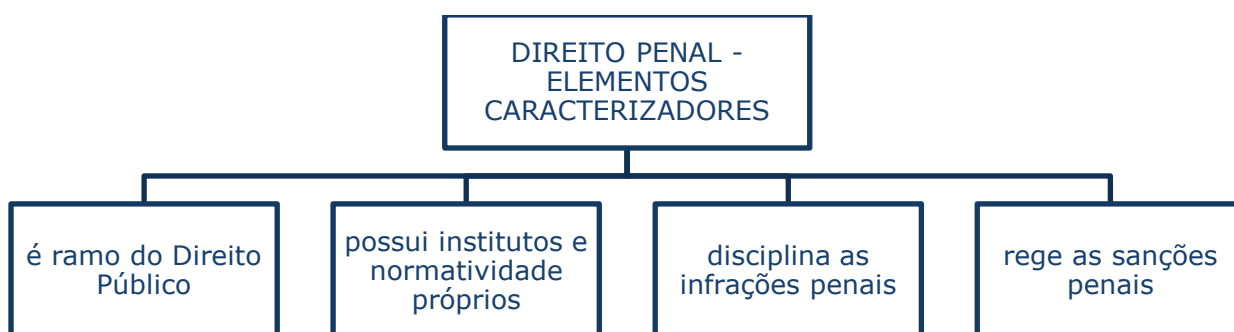 DIREITO PENAL -
ELEMENTOS
CARACTERIZADORES
é ramo do Direito
Público
possui institutos e
normatividade
próprios
disciplina as
infrações penais
rege as sanções
penais